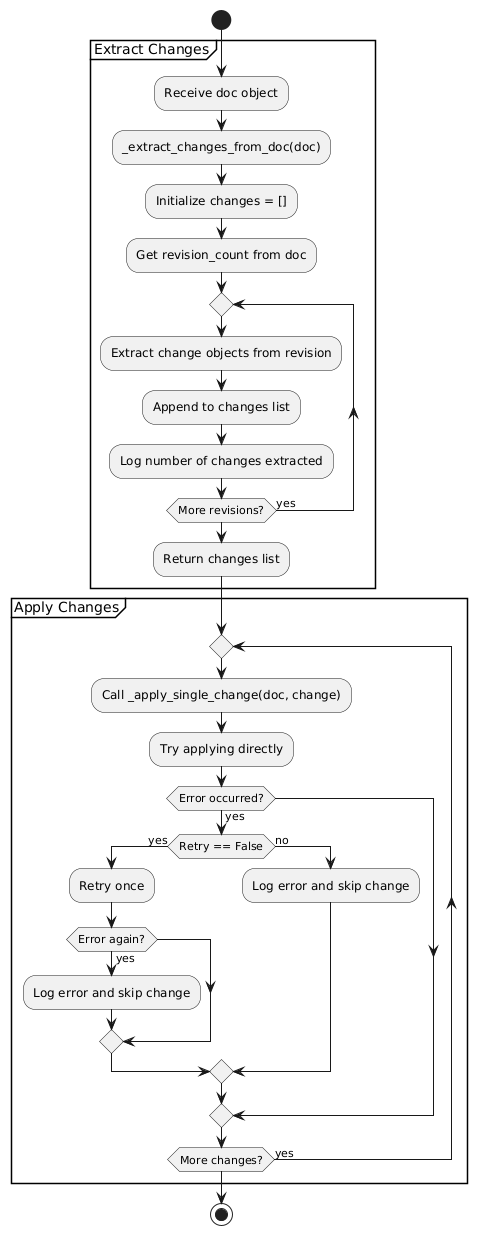 Extract Changes
Receive doc object
_extract_changes_from_doc(doc)
Initialize changes = []
Get revision_count from doc
Extract change objects from revision
Append to changes list
Log number of changes extracted
More revisions?
yes
Return changes list
Apply Changes
Call _apply_single_change(doc, change)
Try applying directly
Error occurred?
yes
yes
Retry == False
no
Retry once
Log error and skip change
Error again?
yes
Log error and skip change
More changes?
yes